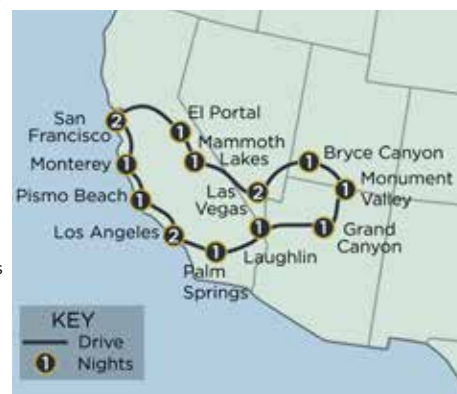 El Portal
2
San
Francisco
1
Mammoth
Lakes
1
Bryce Canyon
1
Monterey
1
Monument
Valley
1
Las
Vegas
2
Pismo Beach
1
Los Angeles
2
Grand
Canyon
1
Laughlin
1
Palm
Springs
1
s
KEY
Drive
1 Nights